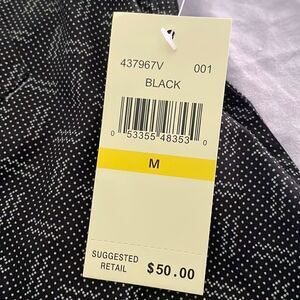 437967V 001
BLACK
0 53355 48353 0
M
SUGGESTED
RETAIL $50.00